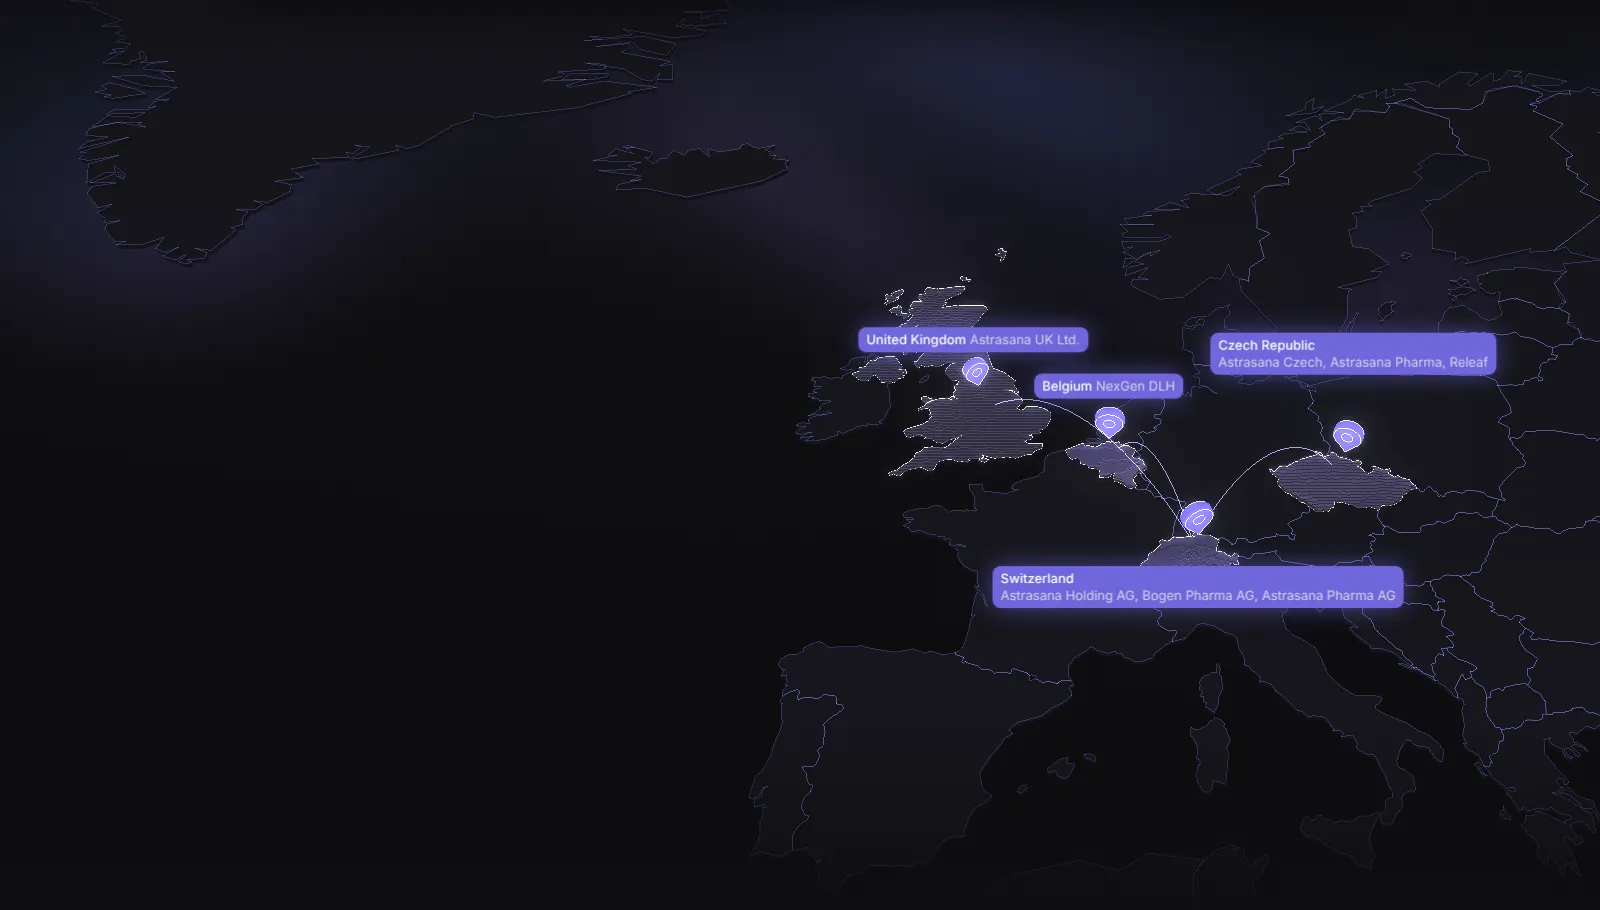 United Kingdom Astrasana UK Ltd.
Belgium NexGen DLH
Czech Republic
Astrasana Czech, Astrasana Pharma, Releaf
Switzerland
Astrasana Holding AG, Bogen Pharma AG, Astrasana Pharma AG